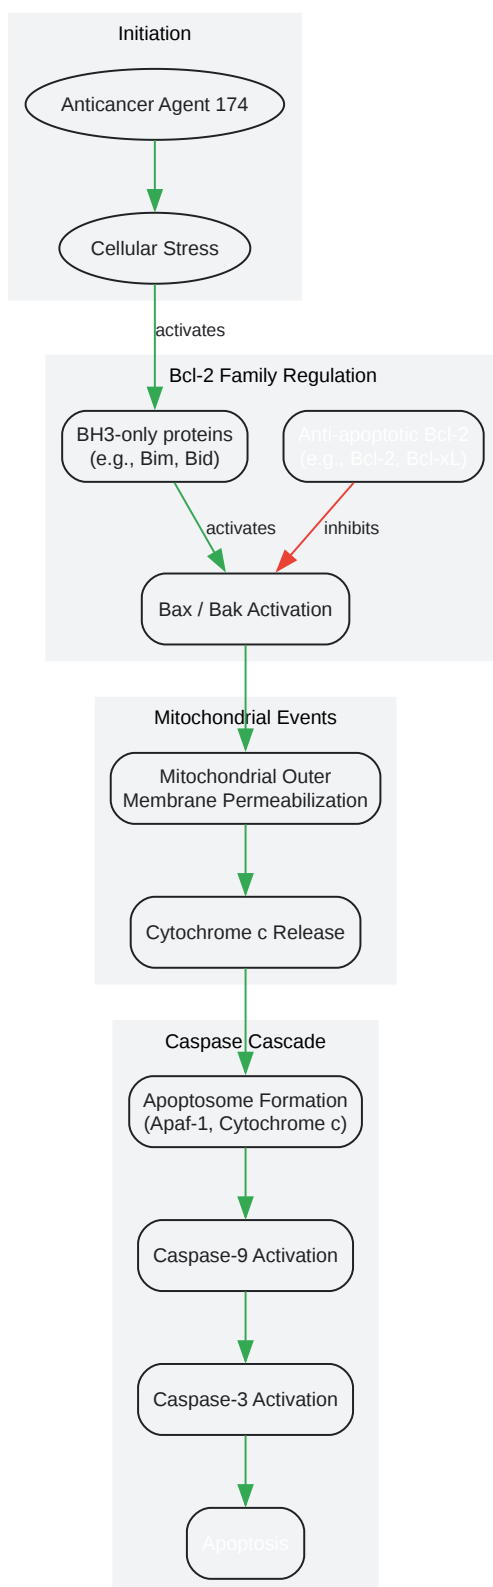 Initiation
Anticancer Agent 174
Cellular Stress
activates
Bcl-2 Family Regulation
BH3-only proteins
(e.g., Bim, Bid)
Anti-apoptotic Bcl-2
(e.g., Bcl-2, Bcl-xL)
activates
inhibits
Bax / Bak Activation
Mitochondrial Events
Mitochondrial Outer
Membrane Permeabilization
Cytochrome c Release
Caspase Cascade
Apoptosome Formation
(Apaf-1, Cytochrome c)
Caspase-9 Activation
Caspase-3 Activation
Apoptosis